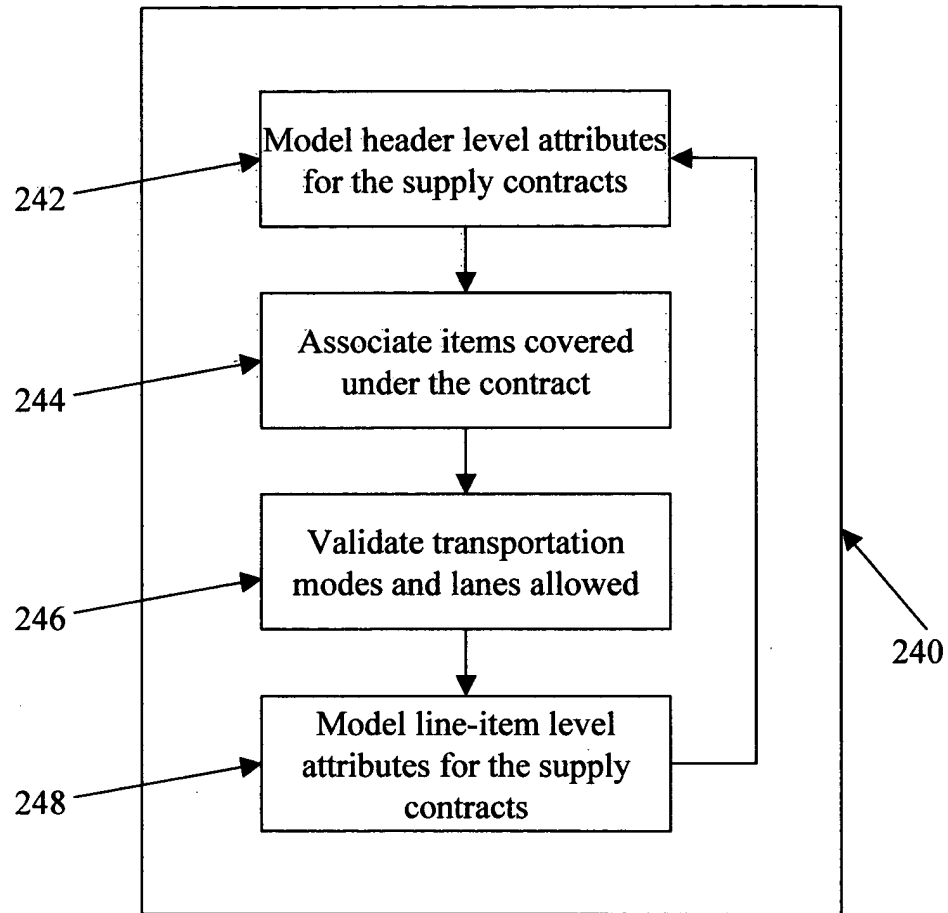 Model header level attributes
for the supply contracts
242
Associate items covered
under the contract
244
Validate transportation
modes and lanes allowed
246
240
Model line-item level
attributes for the supply
contracts
248